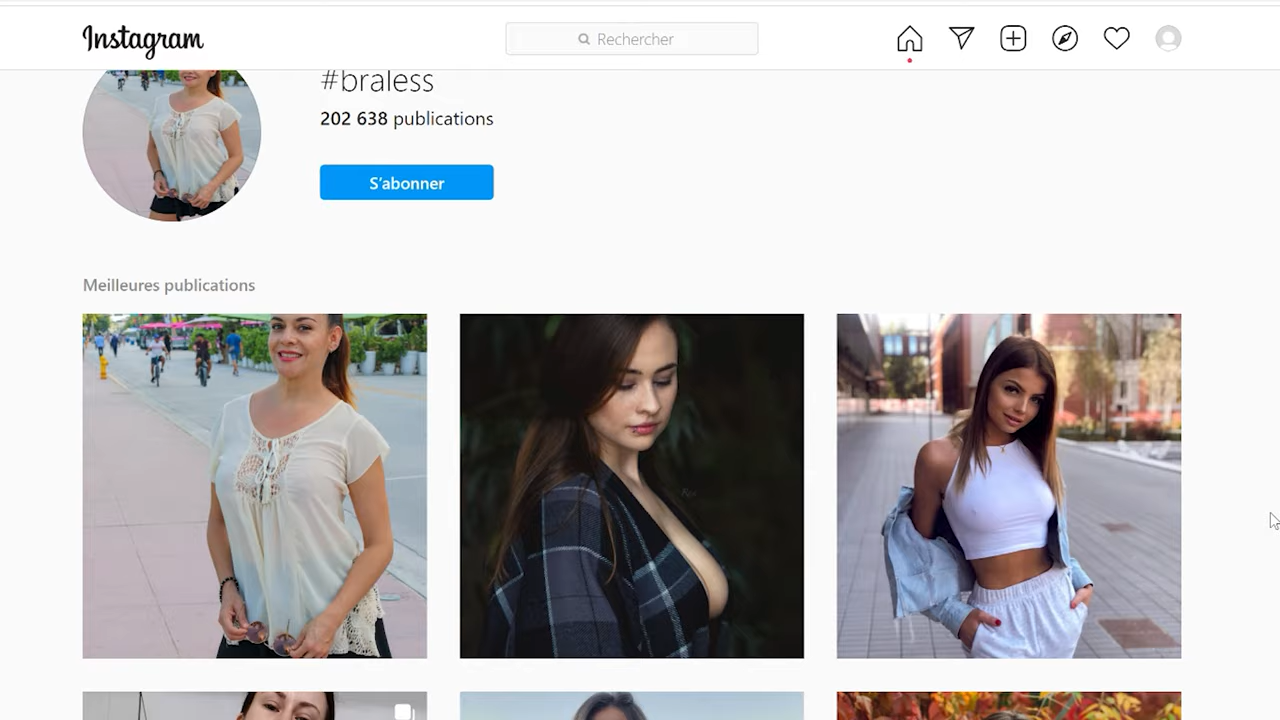 Instagram
Rechercher
#braless
202 638 publications
S'abonner
Meilleures publications